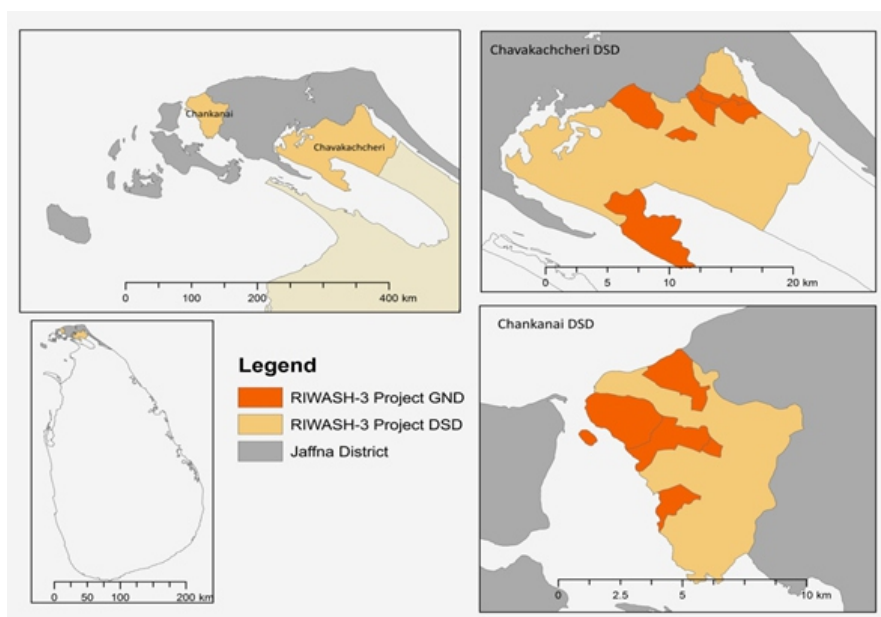 Chankanai
Chavakachcheri
0 100 200 400 km
Chavakachcheri DSD
0 5 10 20 km
0 50 100 200 km
Legend
RIWASH-3 Project GND
RIWASH-3 Project DSD
Jaffna District
Chankanai DSD
0 2.5 5 10 km